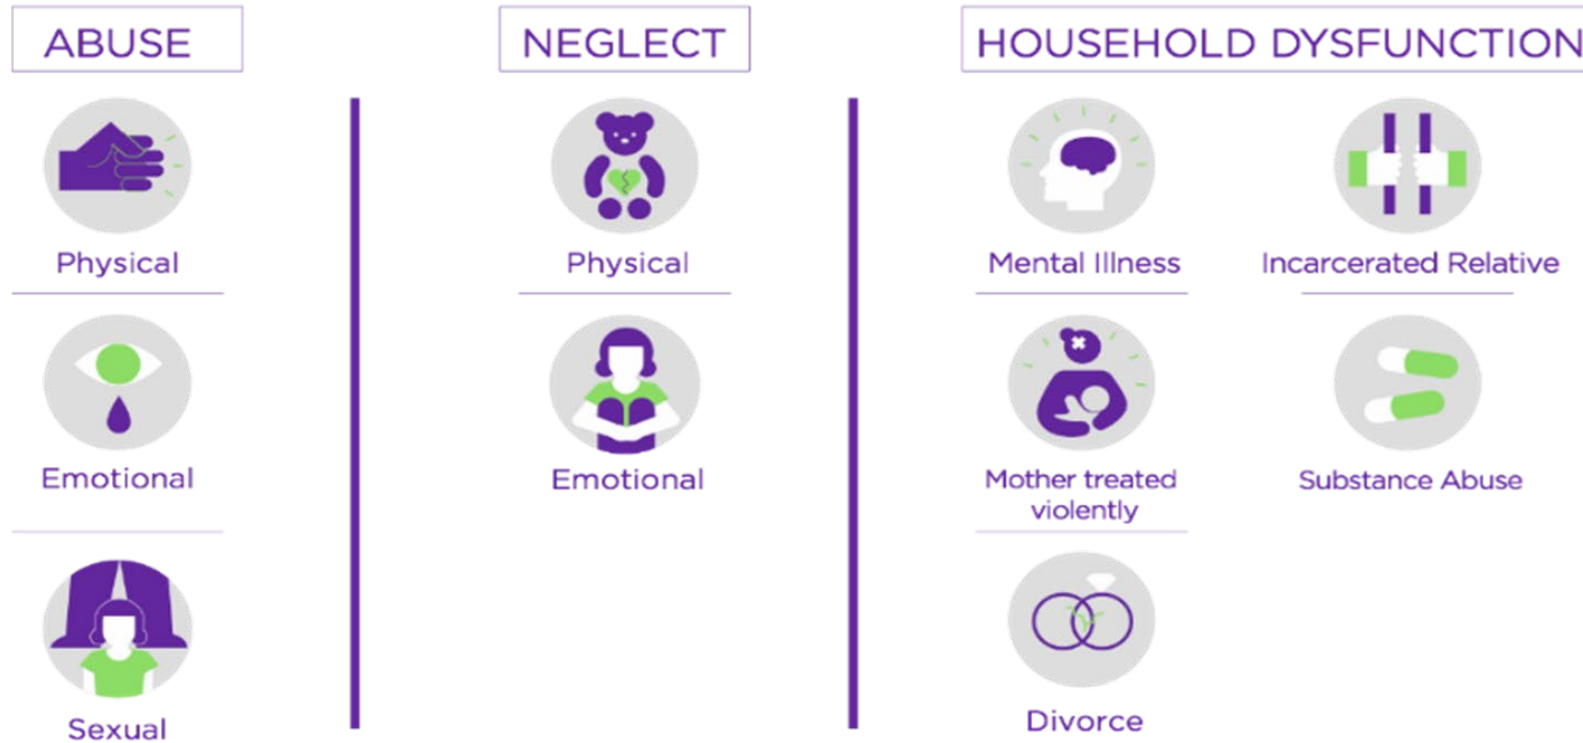 ABUSE
Physical
Emotional
Sexual
NEGLECT
Physical
Emotional
HOUSEHOLD DYSFUNCTION
Mental Illness
Incarcerated Relative
Mother treated
violently
Substance Abuse
Divorce